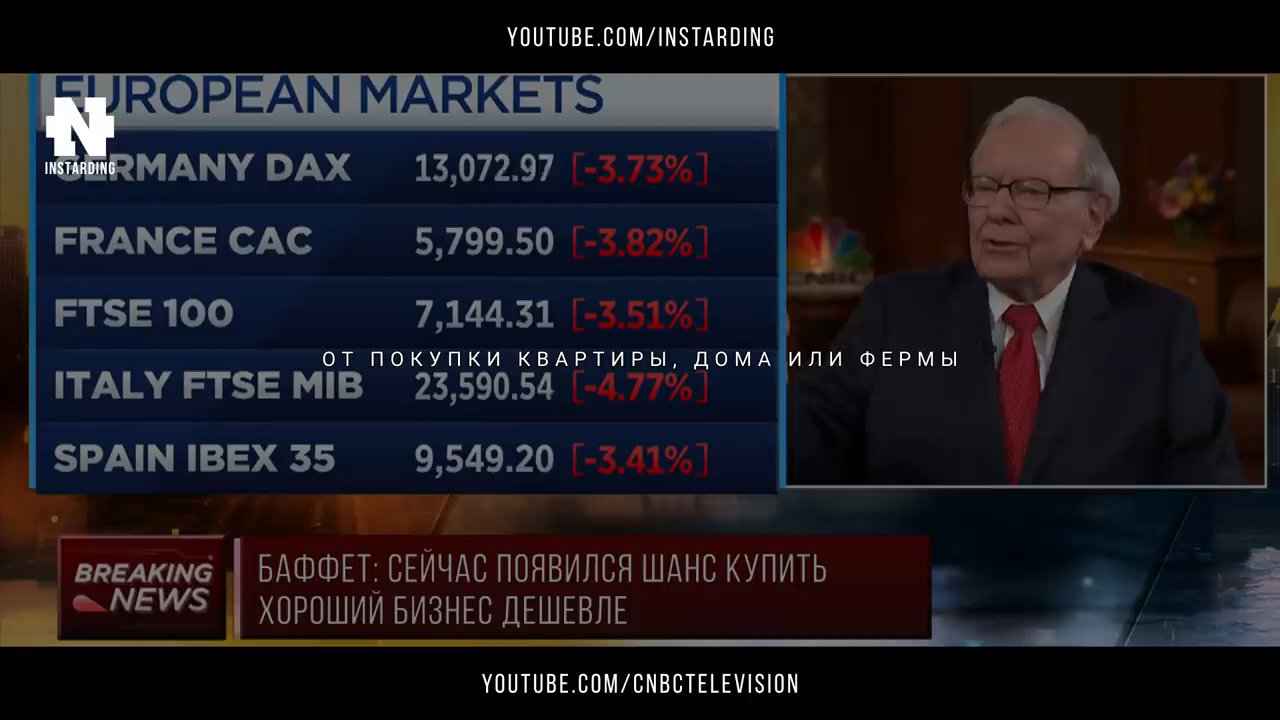 YOUTUBE.COM/INSTARDING
EUROPEAN MARKETS
N
INSTARDING
GERMANY DAX 13,072.97 [-3.73%]
FRANCE CAC 5,799.50 [-3.82%]
FTSE 100 7,144.31 [-3.51%]
ОТ ПОКУПКИ КВАРТИРЫ, ДОМА ИЛИ ФЕРМЫ
ITALY FTSE MIB 23,590.54 [-4.77%]
SPAIN IBEX 35 9,549.20 [-3.41%]
CNBC
BREAKING NEWS
БАФФЕТ: СЕЙЧАС ПОЯВИЛСЯ ШАНС КУПИТЬ
ХОРОШИЙ БИЗНЕС ДЕШЕВЛЕ
YOUTUBE.COM/CNBCTELEVISION